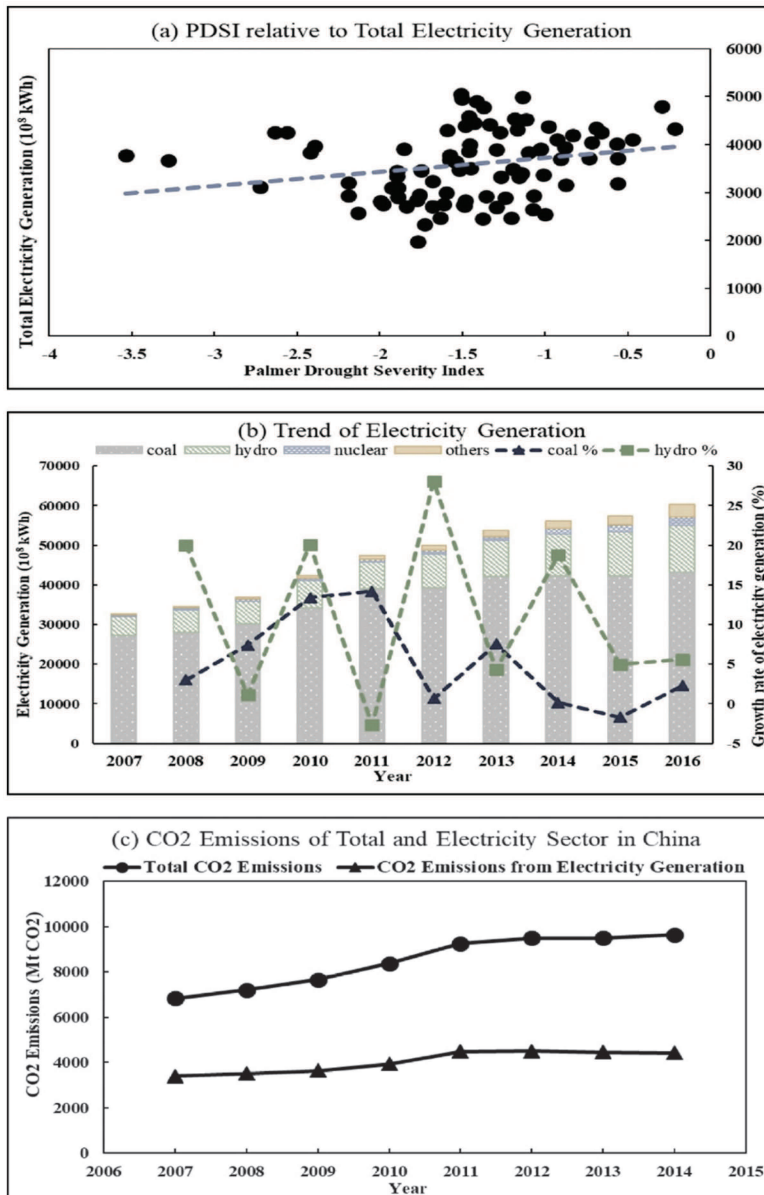 (a) PDSI relative to Total Electricity Generation
Total Electricity Generation (10⁸ kWh)
6000
5000
4000
3000
2000
1000
0
-4 -3.5 -3 -2.5 -2 -1.5 -1 -0.5 0
Palmer Drought Severity Index
(b) Trend of Electricity Generation
coal hydro nuclear others coal % hydro %
Electricity Generation (10⁸ kWh)
70000
60000
50000
40000
30000
20000
10000
0
30
25
20
15
10
5
0
-5
Growth rate of electricity generation (%)
2007 2008 2009 2010 2011 2012 2013 2014 2015 2016
Year
(c) CO2 Emissions of Total and Electricity Sector in China
Total CO2 Emissions CO2 Emissions from Electricity Generation
CO2 Emissions (Mt CO2)
12000
10000
8000
6000
4000
2000
0
2006 2007 2008 2009 2010 2011 2012 2013 2014 2015
Year